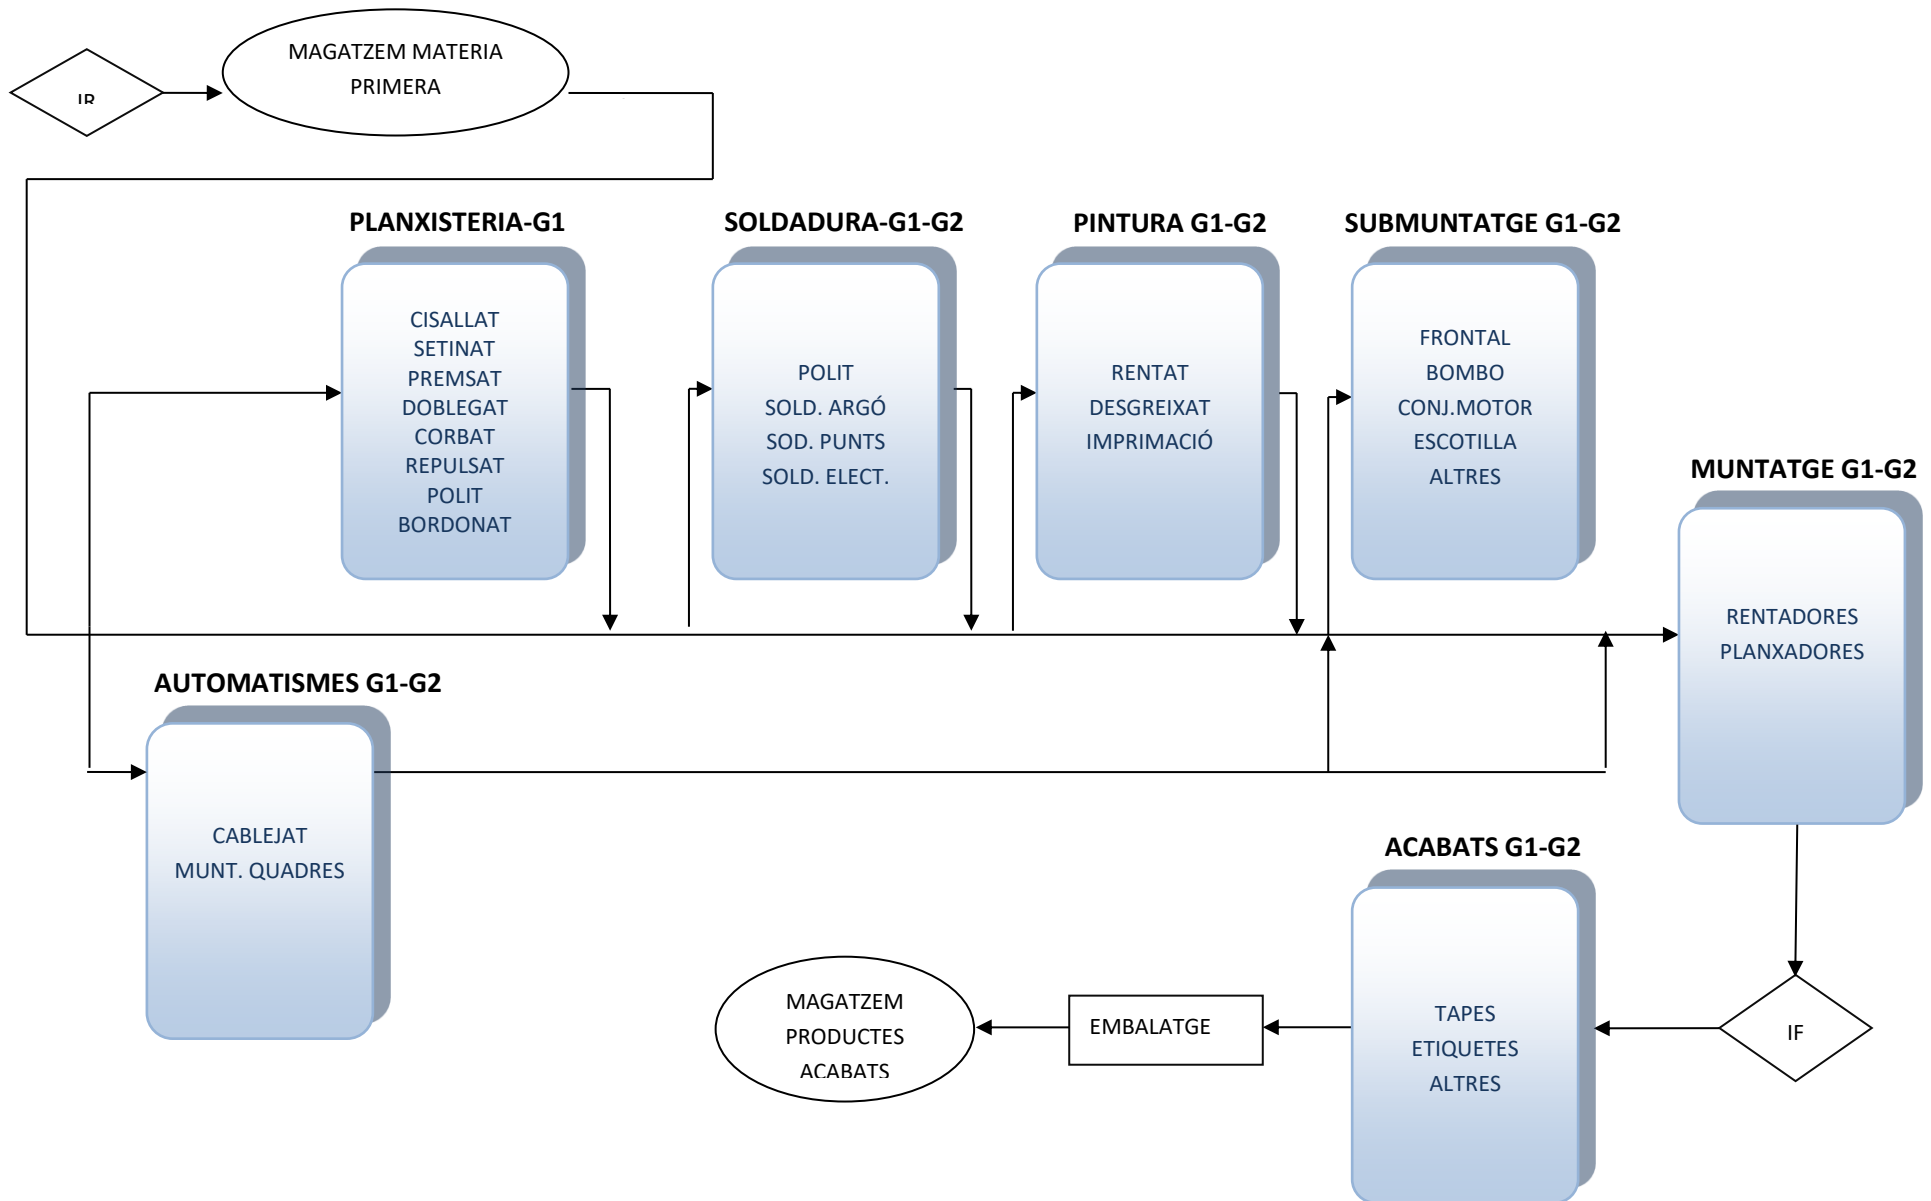 MAGATZEM MATERIA
PRIMERA
IR
PLANXISTERIA-G1
CISALLAT
SETINAT
PREMSAT
DOBLEGAT
CORBAT
REPULSAT
POLIT
BORDONAT
SOLDADURA-G1-G2
POLIT
SOLD. ARGÓ
SOD. PUNTS
SOLD. ELECT.
PINTURA G1-G2
RENTAT
DESGREIXAT
IMPRIMACIÓ
SUBMUNTATGE G1-G2
FRONTAL
BOMBO
CONJ.MOTOR
ESCOTILLA
ALTRES
MUNTATGE G1-G2
RENTADORES
PLANXADORES
AUTOMATISMES G1-G2
CABLEJAT
MUNT. QUADRES
ACABATS G1-G2
TAPES
ETIQUETES
ALTRES
IF
EMBALATGE
MAGATZEM
PRODUCTES
ACABATS